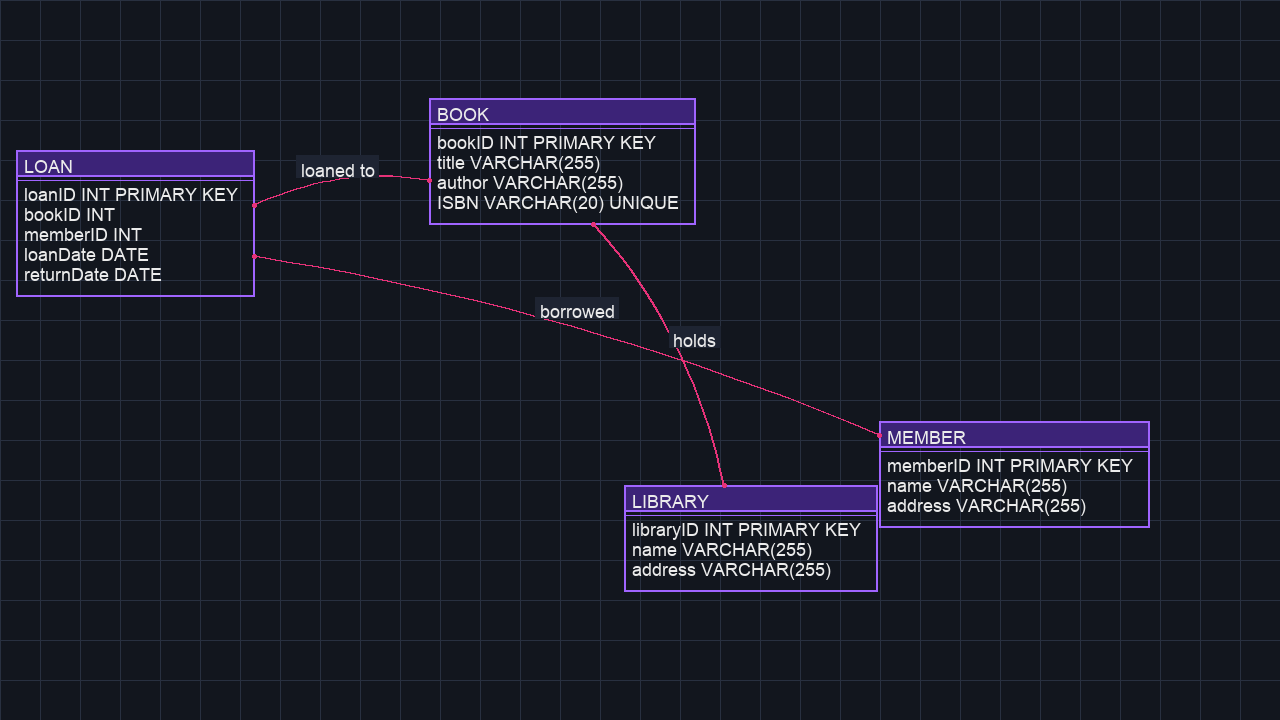 BOOK
bookID INT PRIMARY KEY
title VARCHAR(255)
author VARCHAR(255)
ISBN VARCHAR(20) UNIQUE
LOAN
loanID INT PRIMARY KEY
bookID INT
memberID INT
loanDate DATE
returnDate DATE
loaned to
borrowed
holds
MEMBER
memberID INT PRIMARY KEY
name VARCHAR(255)
address VARCHAR(255)
LIBRARY
libraryID INT PRIMARY KEY
name VARCHAR(255)
address VARCHAR(255)